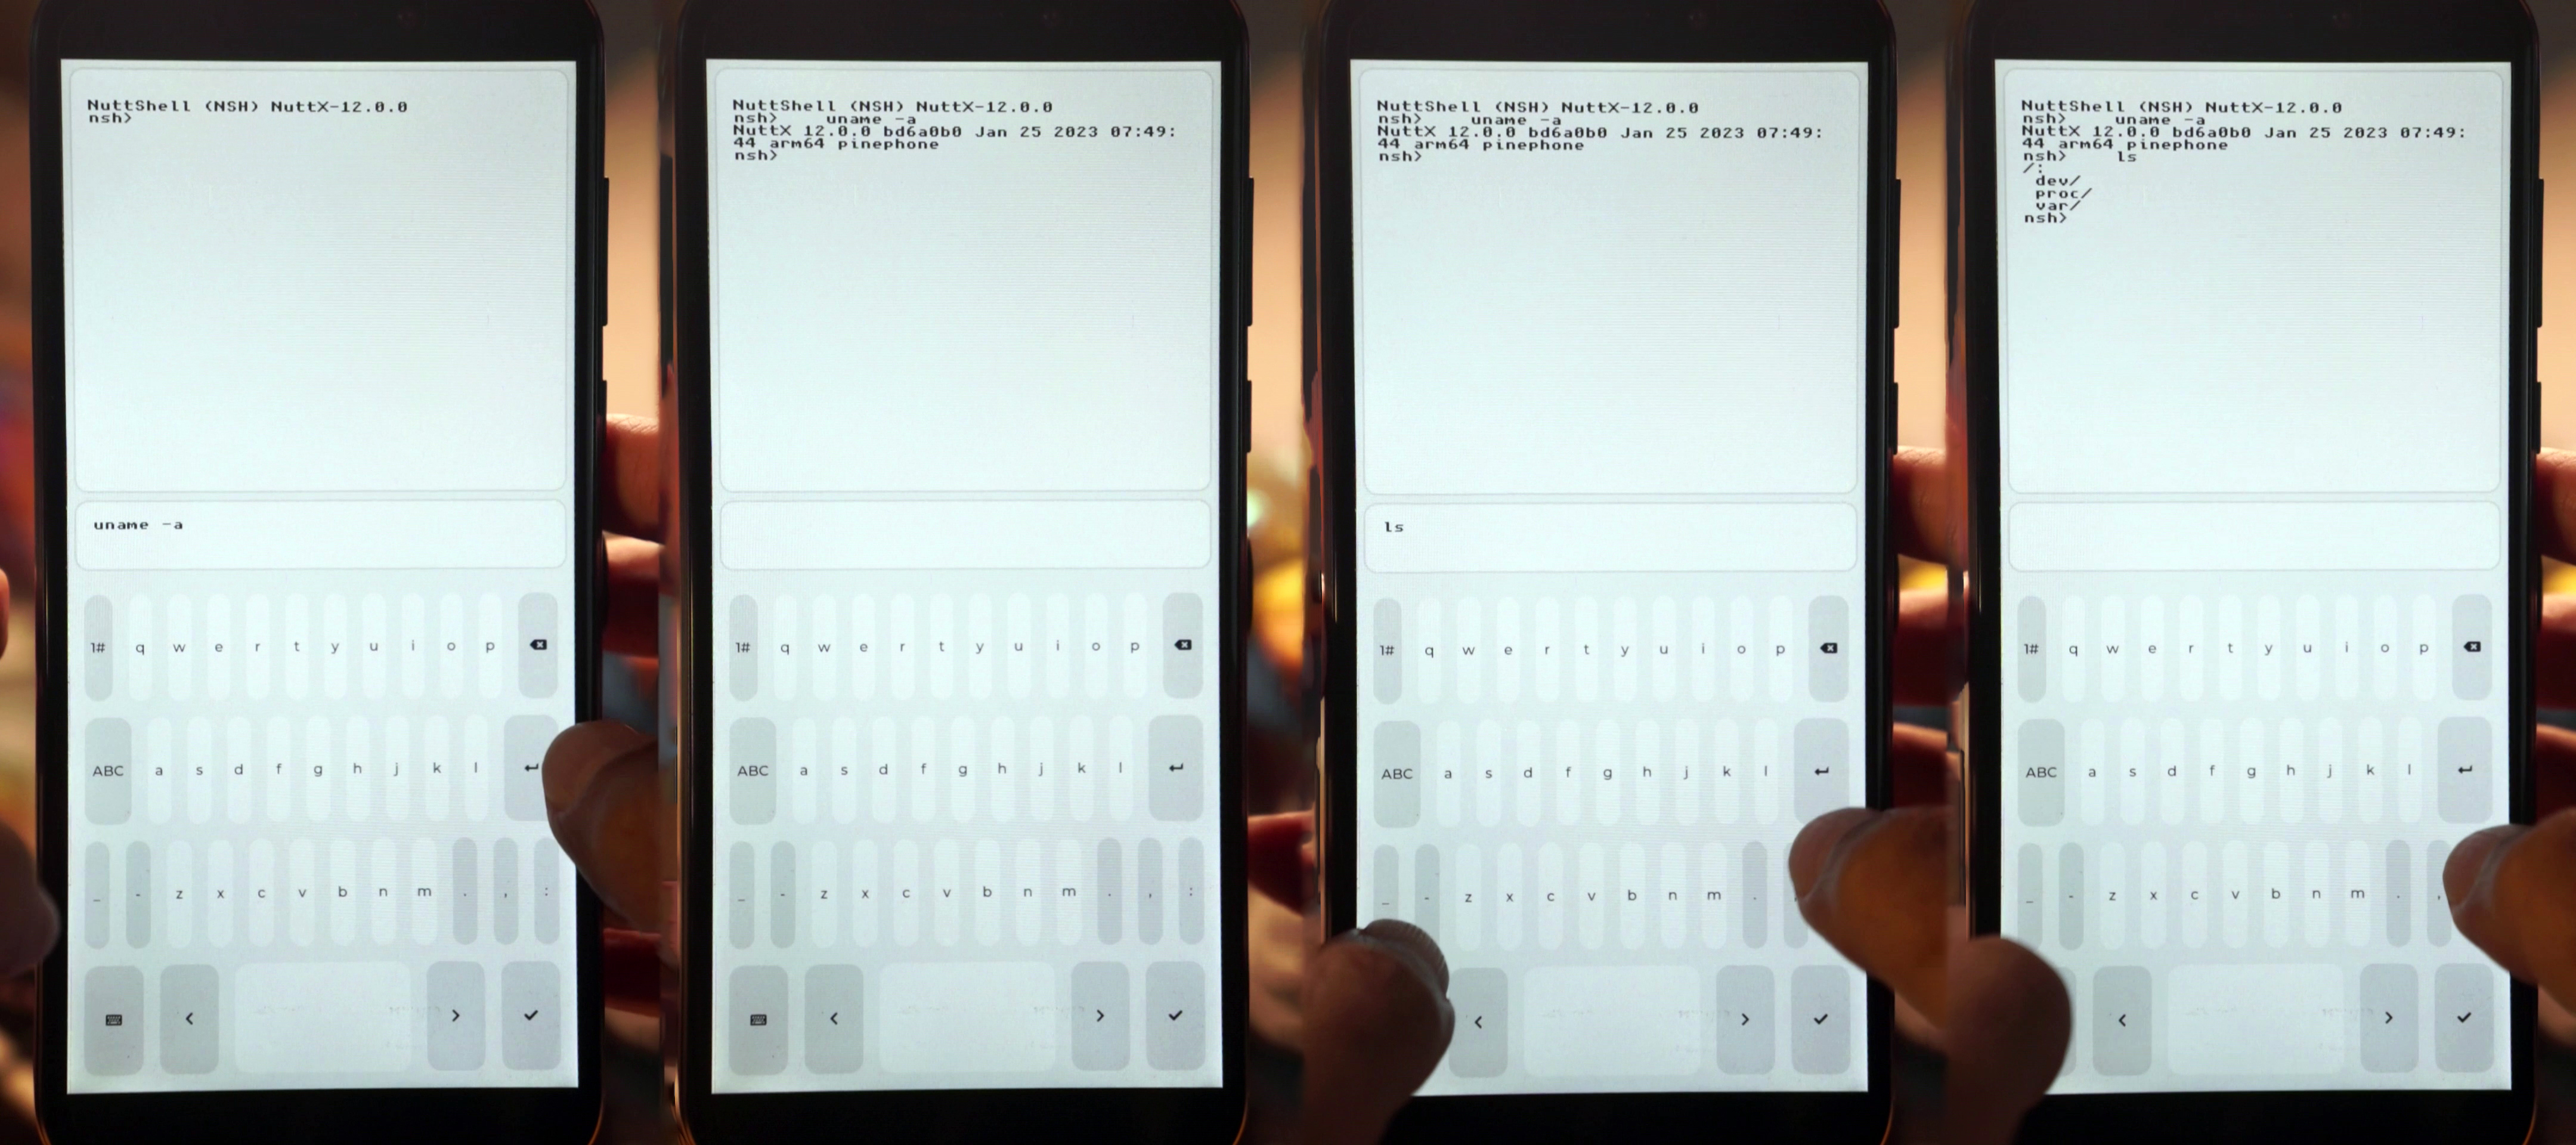 NuttShell (NSH) NuttX-12.0.0
nsh>
uname -a
1# q w e r t y u i o p
ABC a s d f g h j k l
_ - z x c v b n m . , :
NuttShell (NSH) NuttX-12.0.0
nsh> uname -a
NuttX 12.0.0 bd6a0b0 Jan 25 2023 07:49:
44 arm64 pinephone
nsh>
1# q w e r t y u i o p
ABC a s d f g h j k l
_ - z x c v b n m . , :
NuttShell (NSH) NuttX-12.0.0
nsh> uname -a
NuttX 12.0.0 bd6a0b0 Jan 25 2023 07:49:
44 arm64 pinephone
nsh>
ls
1# q w e r t y u i o p
ABC a s d f g h j k l
_ - z x c v b n m .
NuttShell (NSH) NuttX-12.0.0
nsh> uname -a
NuttX 12.0.0 bd6a0b0 Jan 25 2023 07:49:
44 arm64 pinephone
nsh> ls
/:
dev/
proc/
var/
nsh>
1# q w e r t y u i o p
ABC a s d f g h j k l
_ - z x c v b n m . ,